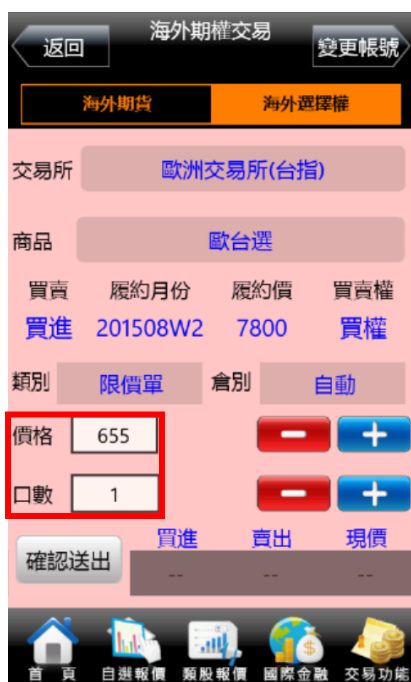 返回 海外期權交易 變更帳號
海外期貨 海外選擇權
交易所 歐洲交易所(台指)
商品 歐台選
買賣 履約月份 履約價 買賣權
買進 201508W2 7800 買權
類別 限價單 倉別 自動
價格 655
口數 1
買進 賣出 現價
確認送出 -- -- --
首頁 自選報價 類股報價 國際金融 交易功能